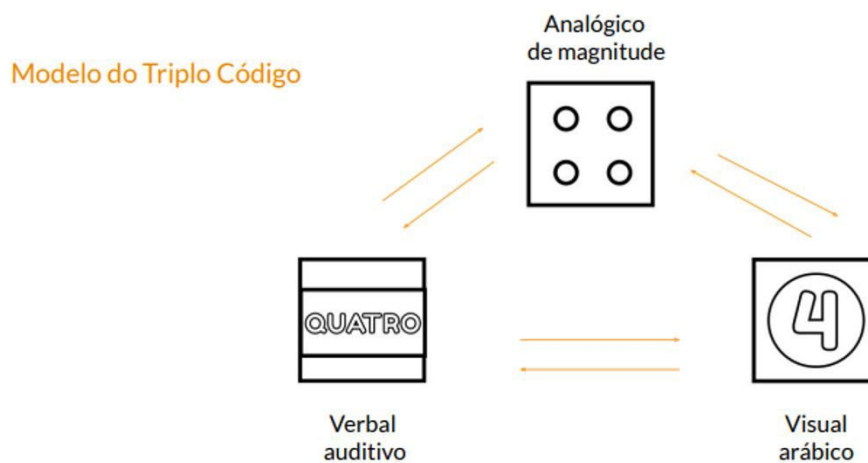 Analógico
de magnitude
Modelo do Triplo Código
QUATRO
4
Verbal
auditivo
Visual
arábico